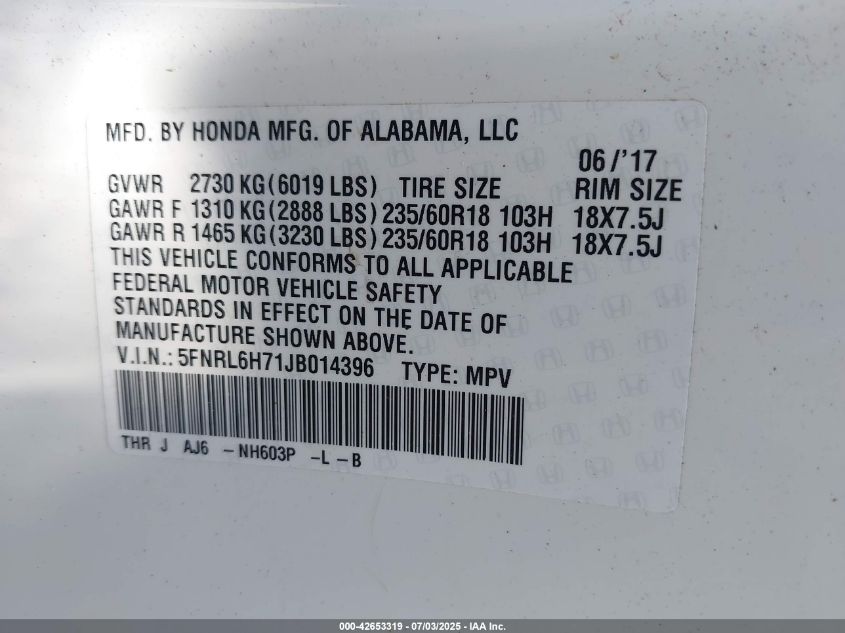 MFD. BY HONDA MFG. OF ALABAMA, LLC
06/'17
GVWR 2730 KG(6019 LBS) TIRE SIZE RIM SIZE
GAWR F 1310 KG(2888 LBS) 235/60R18 103H 18X7.5J
GAWR R 1465 KG(3230 LBS) 235/60R18 103H 18X7.5J
THIS VEHICLE CONFORMS TO ALL APPLICABLE
FEDERAL MOTOR VEHICLE SAFETY
STANDARDS IN EFFECT ON THE DATE OF
MANUFACTURE SHOWN ABOVE.
V.I.N.: 5FNRL6H71JB014396 TYPE: MPV
THR J AJ6 -NH603P -L-B
000-42653319 - 07/03/2025 - IAA Inc.